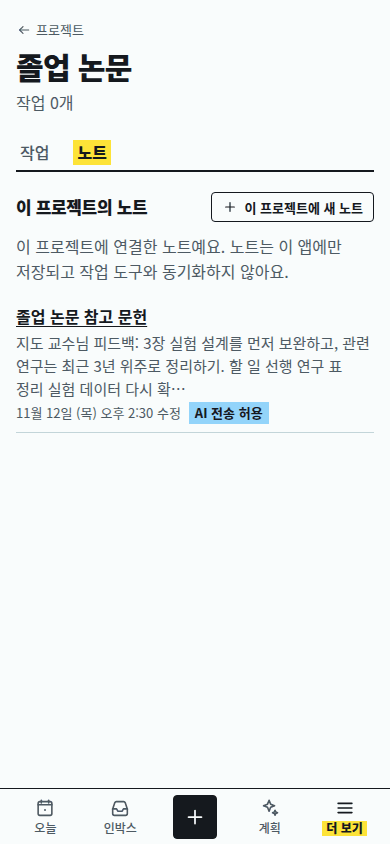 프로젝트
졸업 논문
작업 0개
작업 노트
이 프로젝트의 노트
이 프로젝트에 새 노트
이 프로젝트에 연결한 노트예요. 노트는 이 앱에만
저장되고 작업 도구와 동기화하지 않아요.
졸업 논문 참고 문헌
지도 교수님 피드백: 3장 실험 설계를 먼저 보완하고, 관련
연구는 최근 3년 위주로 정리하기. 할 일 선행 연구 표
정리 실험 데이터 다시 확…
11월 12일 (목) 오후 2:30 수정 AI 전송 허용
오늘 인박스 계획 더 보기